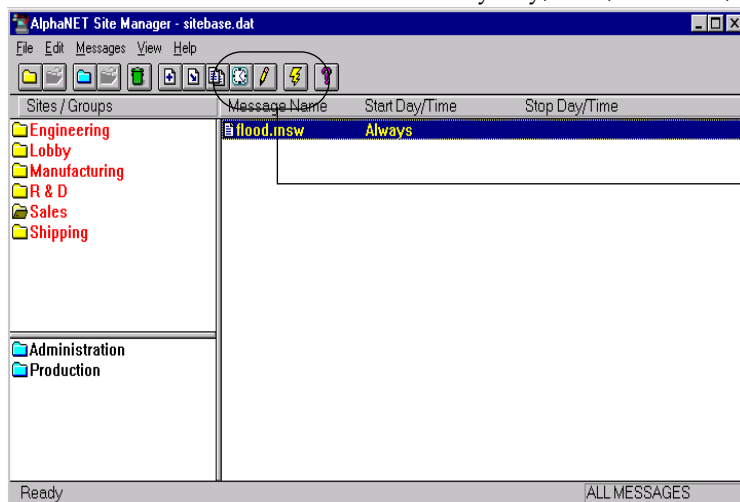 AlphaNET Site Manager - sitebase.dat
File Edit Messages View Help
Sites / Groups Message Name Start Day/Time Stop Day/Time
Engineering flood.msw Always
Lobby
Manufacturing
R & D
Sales
Shipping
Administration
Production
Ready ALL MESSAGES